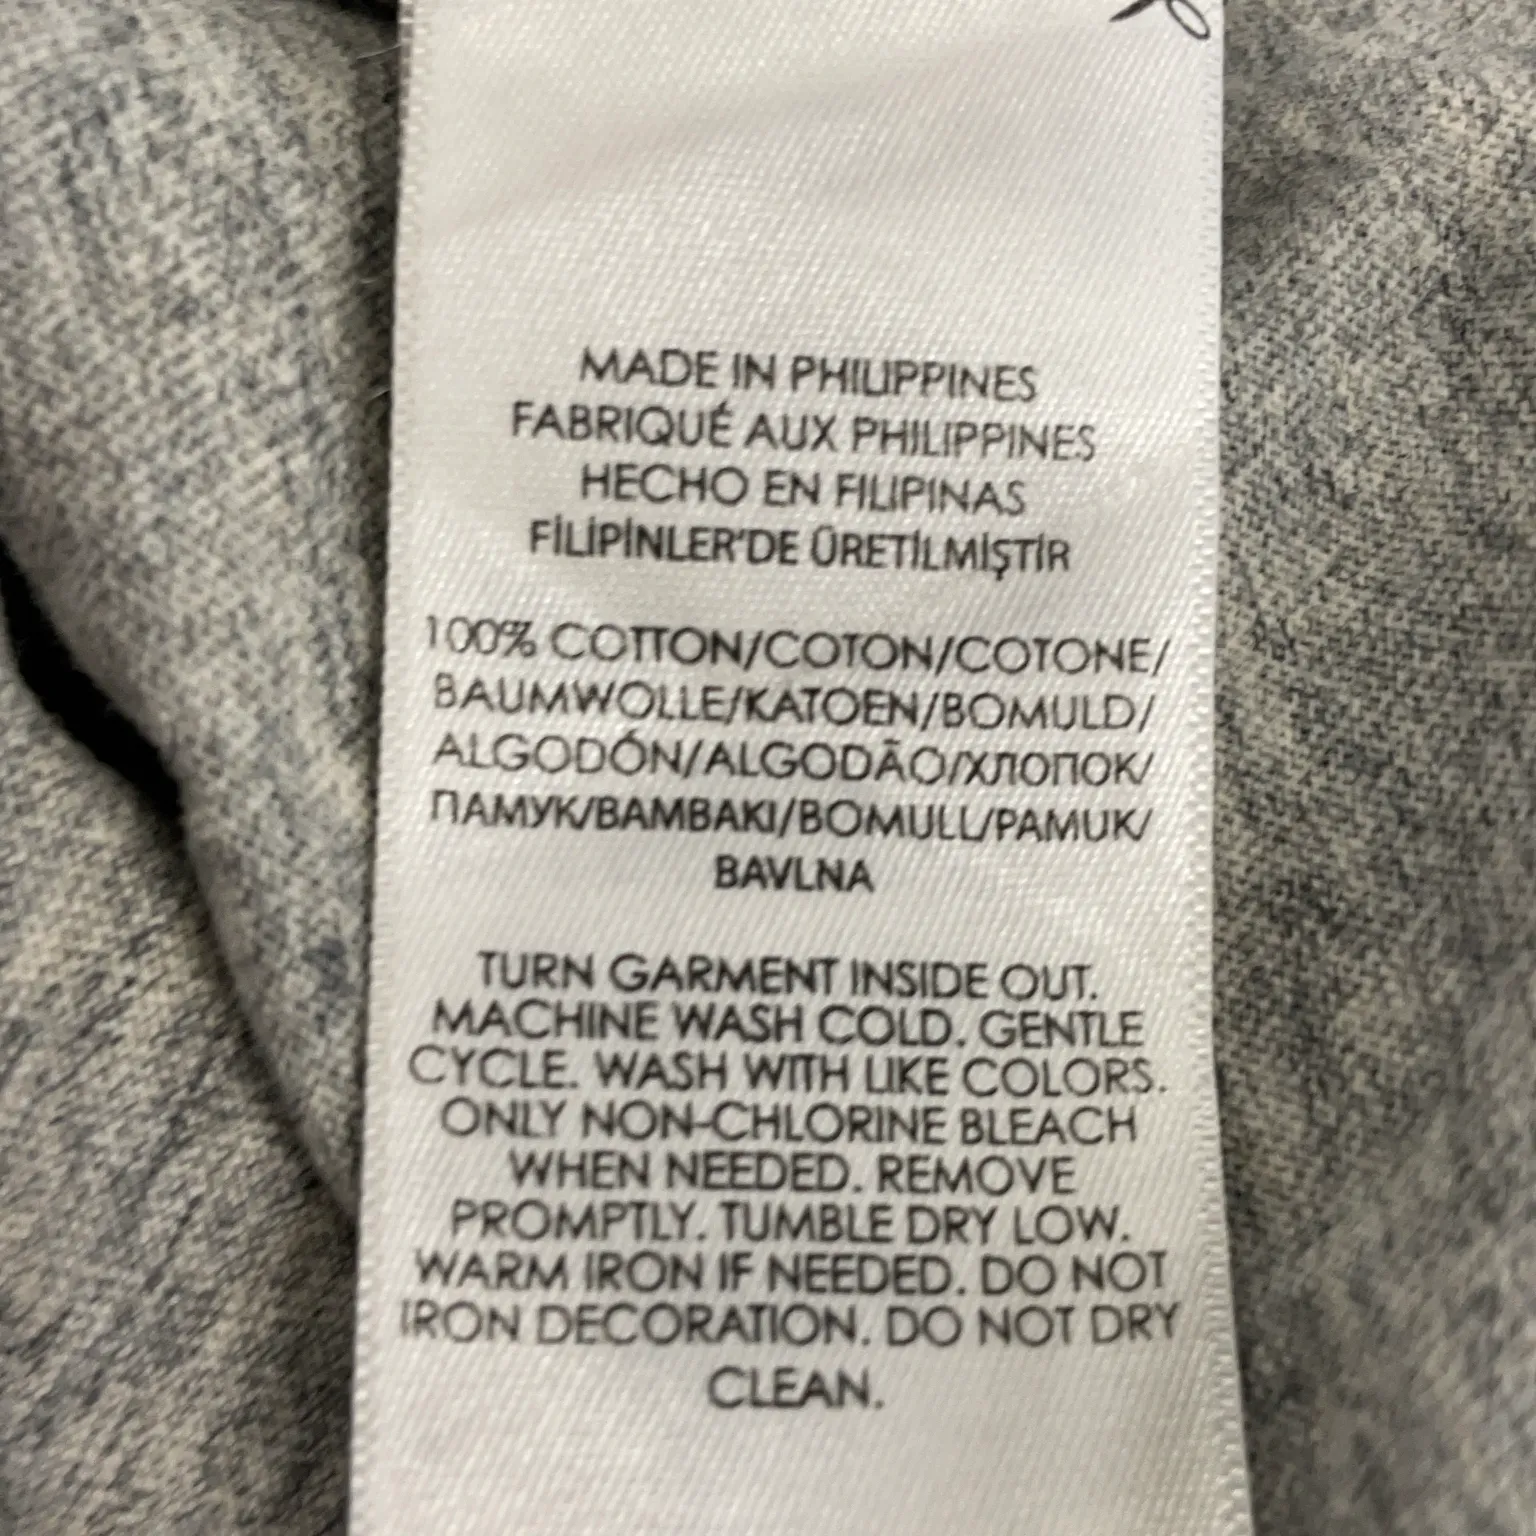 MADE IN PHILIPPINES
FABRIQUÉ AUX PHILIPPINES
HECHO EN FILIPINAS
FİLİPİNLER'DE ÜRETİLMİŞTİR
100% COTTON/COTON/COTONE/
BAUMWOLLE/KATOEN/BOMULD/
ALGODÓN/ALGODÃO/ХЛОПОК/
ПАМУК/ΒΑΜΒΑΚΙ/BOMULL/PAMUK/
BAVLNA
TURN GARMENT INSIDE OUT.
MACHINE WASH COLD. GENTLE
CYCLE. WASH WITH LIKE COLORS.
ONLY NON-CHLORINE BLEACH
WHEN NEEDED. REMOVE
PROMPTLY. TUMBLE DRY LOW.
WARM IRON IF NEEDED. DO NOT
IRON DECORATION. DO NOT DRY
CLEAN.